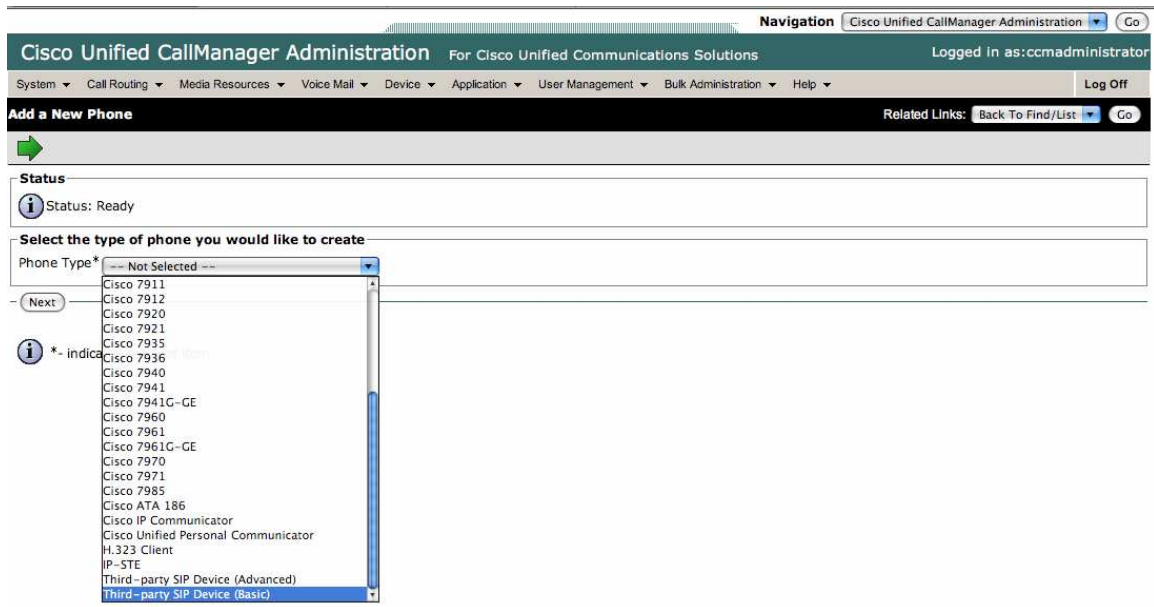 Navigation Cisco Unified CallManager Administration Go
Cisco Unified CallManager Administration For Cisco Unified Communications Solutions Logged in as:ccmadministrator
System Call Routing Media Resources Voice Mail Device Application User Management Bulk Administration Help Log Off
Add a New Phone Related Links: Back To Find/List Go
Status
Status: Ready
Select the type of phone you would like to create
Phone Type* -- Not Selected --
Cisco 7911
Next
Cisco 7912
Cisco 7920
Cisco 7921
Cisco 7935
*- indica
Cisco 7936
Cisco 7940
Cisco 7941
Cisco 7941G-GE
Cisco 7960
Cisco 7961
Cisco 7961G-GE
Cisco 7970
Cisco 7971
Cisco 7985
Cisco ATA 186
Cisco IP Communicator
Cisco Unified Personal Communicator
H.323 Client
IP-STE
Third-party SIP Device (Advanced)
Third-party SIP Device (Basic)